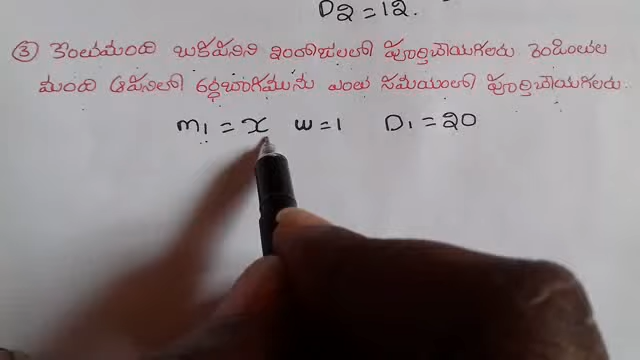 D2 = 12.
③ కొంతమంది ఒకపనిని 20రోజులలో పూర్తిచేయగలరు రెండింతల
మంది ఆపనిలో అర్ధభాగమును ఎంత సమయంలో పూర్తిచేయగలరు.
m1 = x w = 1 D1 = 20